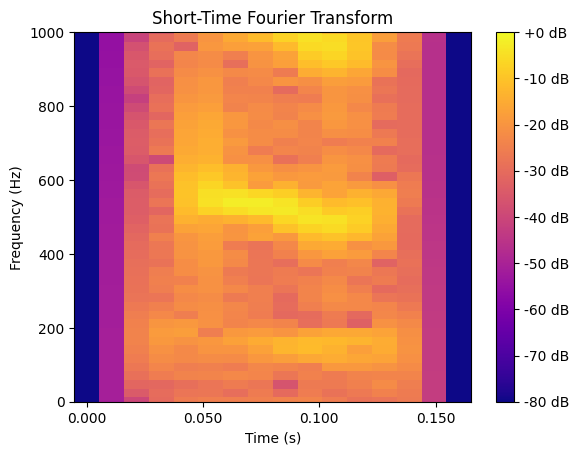 Short-Time Fourier Transform
1000
800
600
400
200
0
Frequency (Hz)
0.000
0.050
0.100
0.150
Time (s)
+0 dB
-10 dB
-20 dB
-30 dB
-40 dB
-50 dB
-60 dB
-70 dB
-80 dB